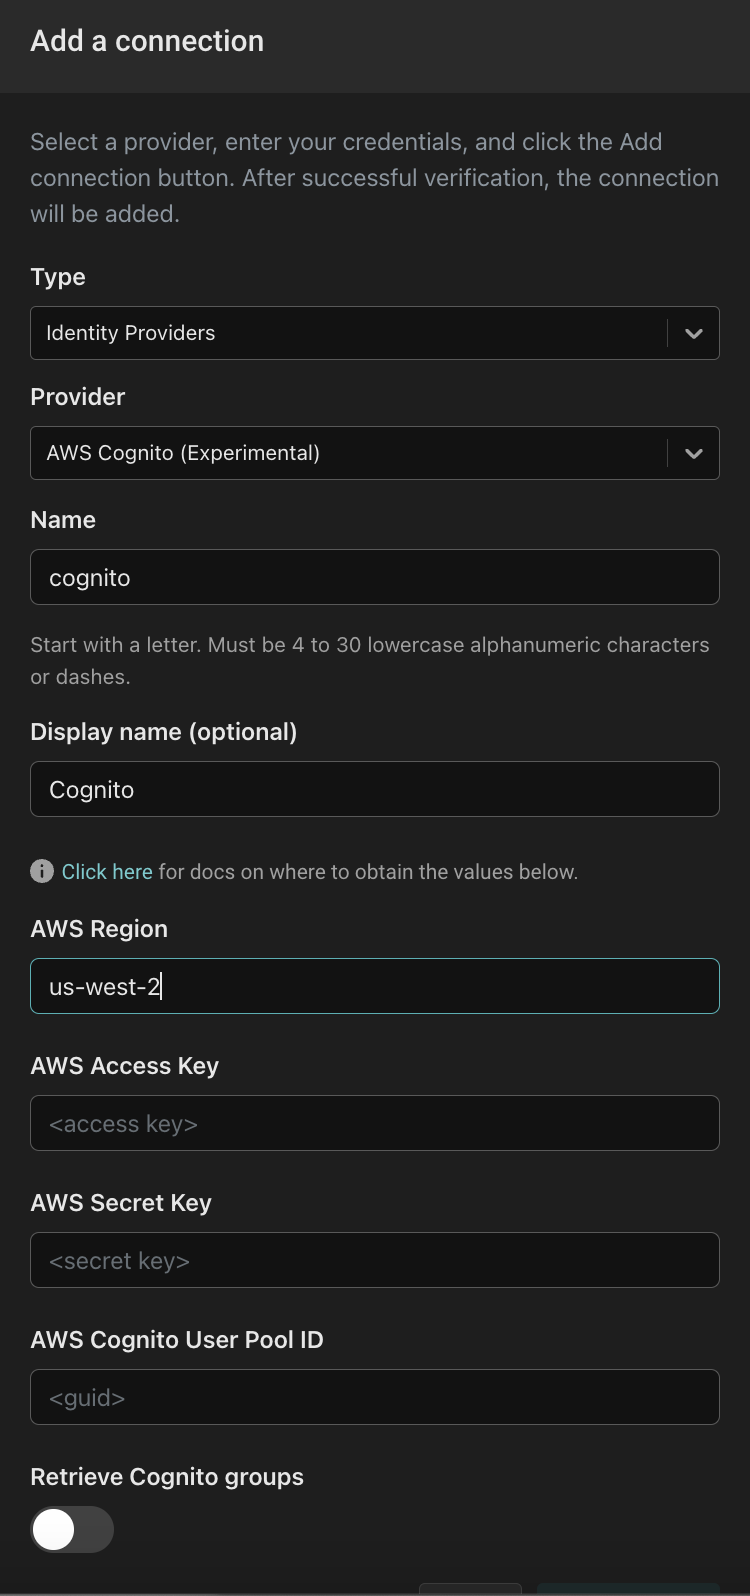 Add a connection
Select a provider, enter your credentials, and click the Add
connection button. After successful verification, the connection
will be added.
Type
Identity Providers
Provider
AWS Cognito (Experimental)
Name
cognito
Start with a letter. Must be 4 to 30 lowercase alphanumeric characters
or dashes.
Display name (optional)
Cognito
Click here for docs on where to obtain the values below.
AWS Region
us-west-2
AWS Access Key
<access key>
AWS Secret Key
<secret key>
AWS Cognito User Pool ID
<guid>
Retrieve Cognito groups